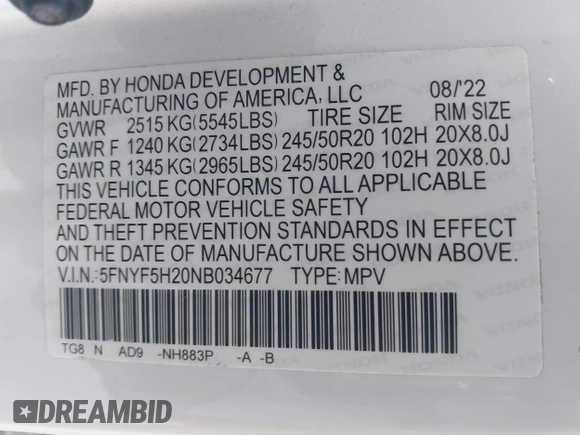 MFD. BY HONDA DEVELOPMENT &
MANUFACTURING OF AMERICA, LLC 08/'22
GVWR 2515 KG(5545LBS) TIRE SIZE RIM SIZE
GAWR F 1240 KG(2734LBS) 245/50R20 102H 20X8.0J
GAWR R 1345 KG(2965LBS) 245/50R20 102H 20X8.0J
THIS VEHICLE CONFORMS TO ALL APPLICABLE
FEDERAL MOTOR VEHICLE SAFETY
AND THEFT PREVENTION STANDARDS IN EFFECT
ON THE DATE OF MANUFACTURE SHOWN ABOVE.
V.I.N.:5FNYF5H20NB034677 TYPE:MPV
TG8 N AD9 -NH883P -A -B
DREAMBID